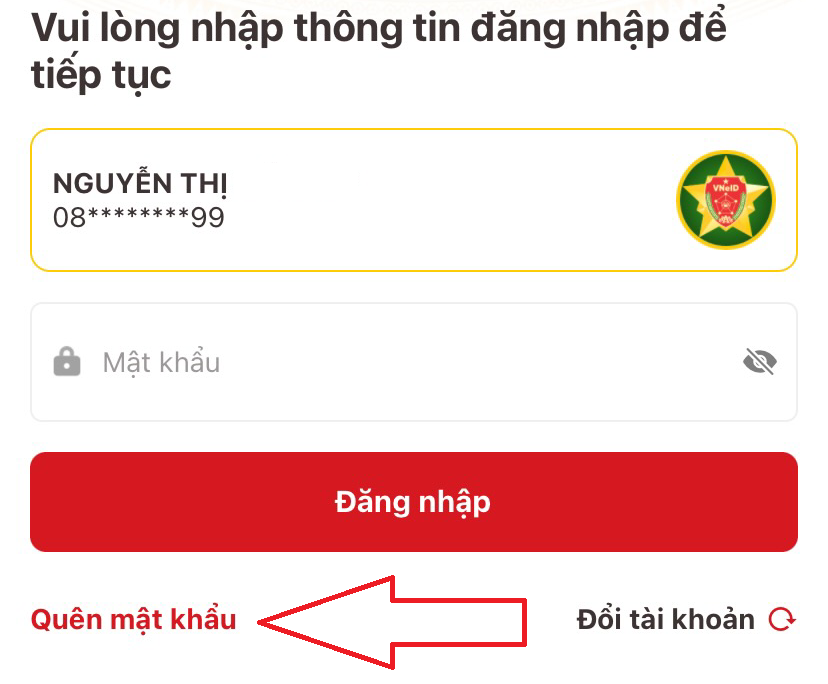 Vui lòng nhập thông tin đăng nhập để
tiếp tục
NGUYỄN THỊ
08********99
VNeID
Mật khẩu
Đăng nhập
Quên mật khẩu
Đổi tài khoản